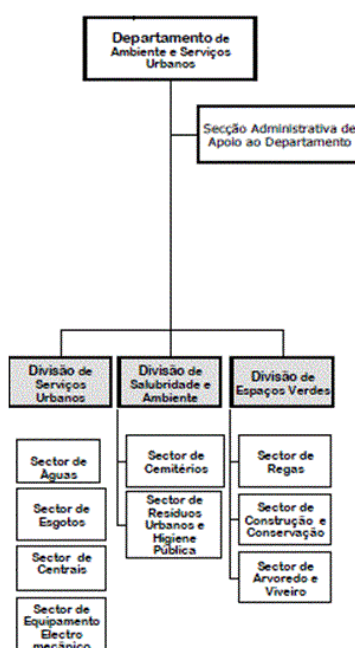 Departamento de
Ambiente e Serviços
Urbanos
Secção Administrativa de
Apoio ao Departamento
Divisão de
Serviços
Urbanos
Divisão de
Salubridade e
Ambiente
Divisão de
Espaços Verdes
Sector de
Águas
Sector de
Esgotos
Sector de
Centrais
Sector de
Equipamento
Electro
mecânico
Sector de
Cemitérios
Sector de
Resíduos
Urbanos e
Higiene
Pública
Sector de
Regas
Sector de
Construção e
Conservação
Sector de
Arvoredo e
Viveiro